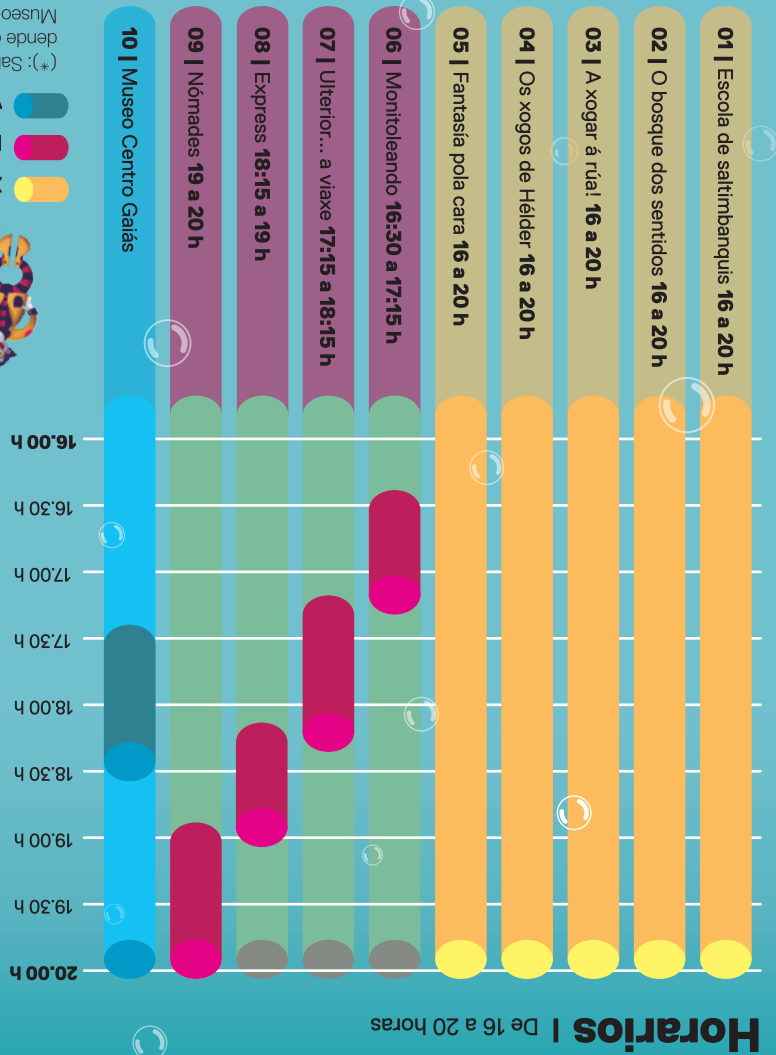 Horarios | De 16 a 20 horas
01 | Escola de saltimbanquis 16 a 20 h
02 | O bosque dos sentidos 16 a 20 h
03 | A xogar á rúa! 16 a 20 h
04 | Os xogos de Hélder 16 a 20 h
05 | Fantasía pola cara 16 a 20 h
06 | Monitoleando 16:30 a 17:15 h
07 | Ulterior... a viaxe 17:15 a 18:15 h
08 | Express 18:15 a 19 h
09 | Nómades 19 a 20 h
10 | Museo Centro Gaiás
16.00 h
16.30 h
17.00 h
17.30 h
18.00 h
18.30 h
19.00 h
19.30 h
20.00 h
(*):
dende
Museo